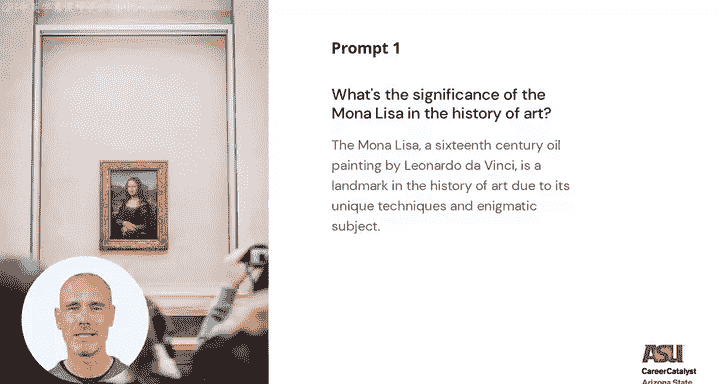 Prompt 1
What's the significance of the
Mona Lisa in the history of art?
The Mona Lisa, a sixteenth century oil
painting by Leonardo da Vinci, is a
landmark in the history of art due to its
unique techniques and enigmatic
subject.
ASU
CareerCatalyst
Arizona State